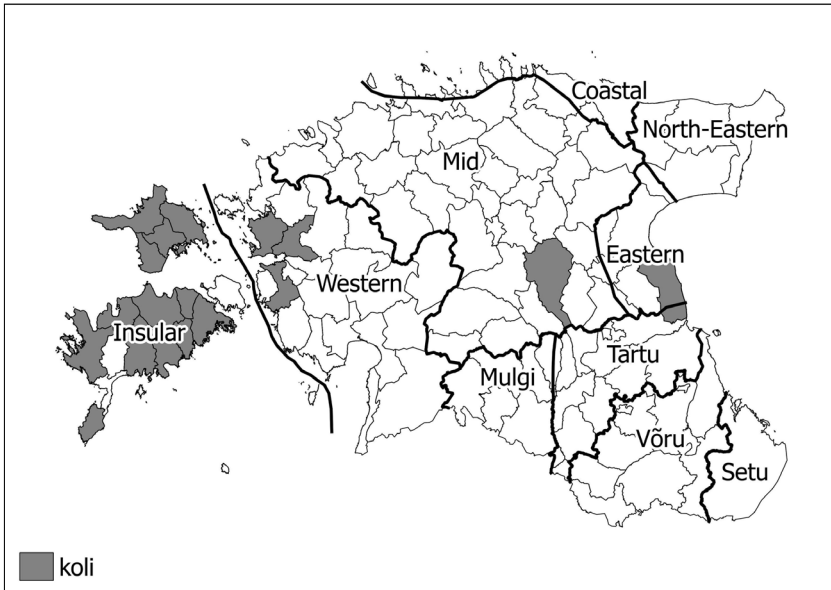 Coastal
North-Eastern
Mid
Eastern
Western
Insular
Tartu
Mulgi
Võru
Setu
koli